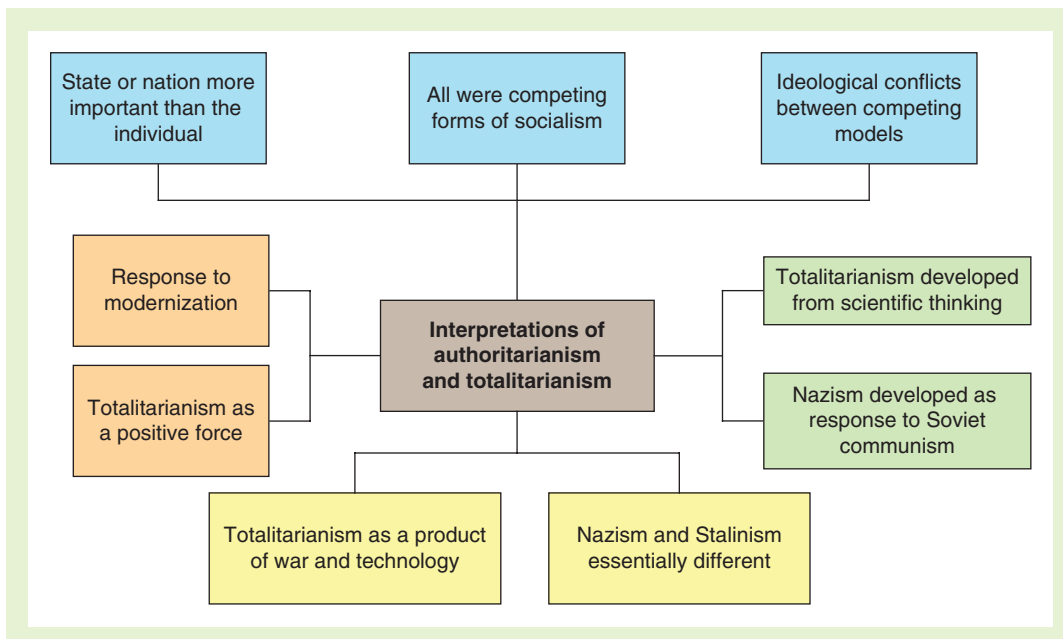 State or nation more
important than the
individual
All were competing
forms of socialism
Ideological conflicts
between competing
models
Response to
modernization
Totalitarianism as
a positive force
Interpretations of
authoritarianism
and totalitarianism
Totalitarianism developed
from scientific thinking
Nazism developed as
response to Soviet
communism
Totalitarianism as a product
of war and technology
Nazism and Stalinism
essentially different